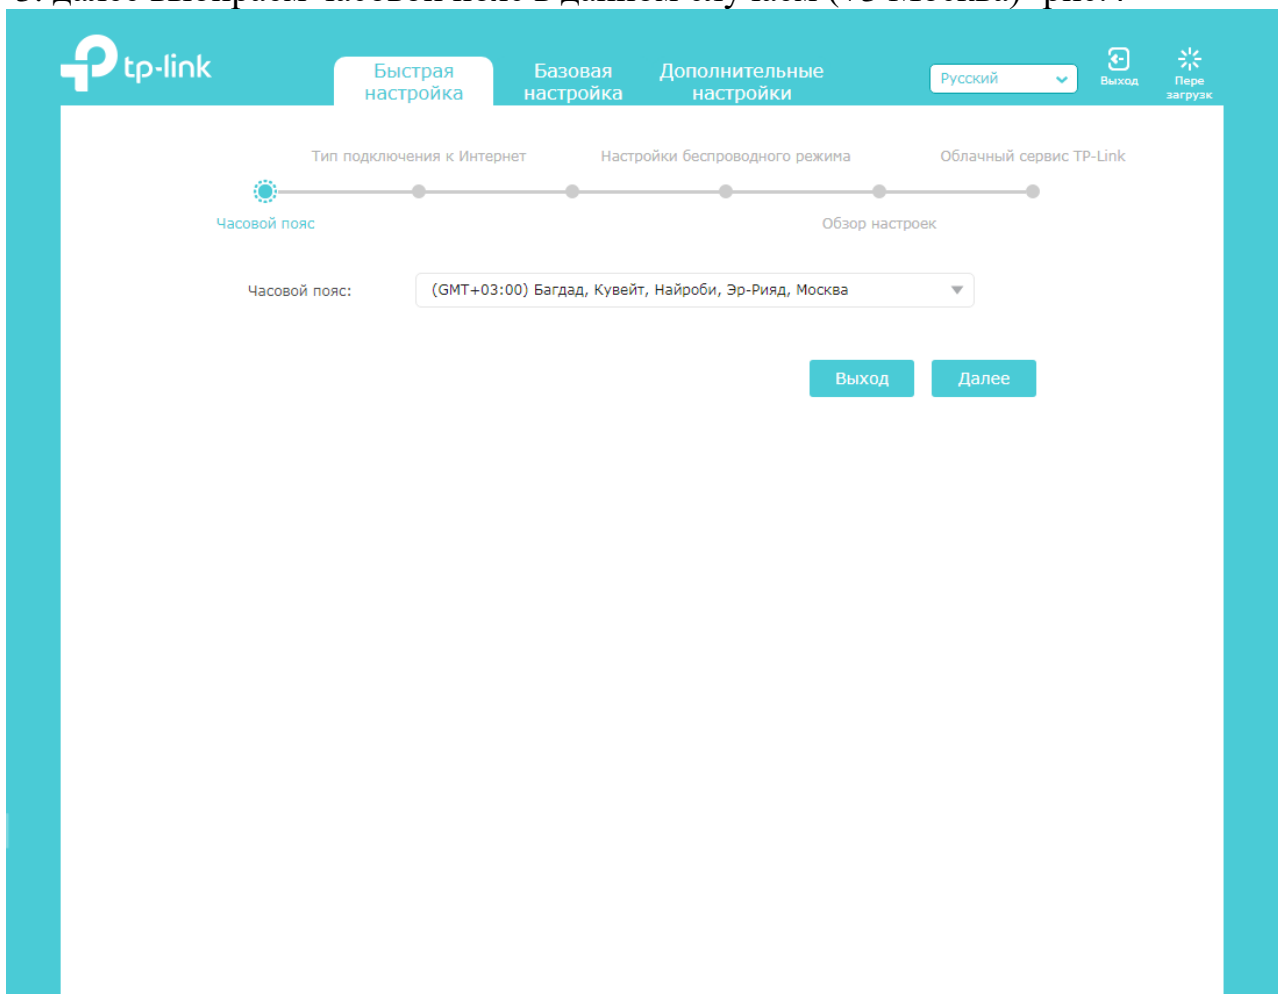 tp-link
Быстрая
настройка
Базовая
настройка
Дополнительные
настройки
Русский
Выход
Пере
загрузк
Тип подключения к Интернет
Настройки беспроводного режима
Облачный сервис TP-Link
Часовой пояс
Обзор настроек
Часовой пояс:
(GMT+03:00) Багдад, Кувейт, Найроби, Эр-Рияд, Москва
Выход
Далее